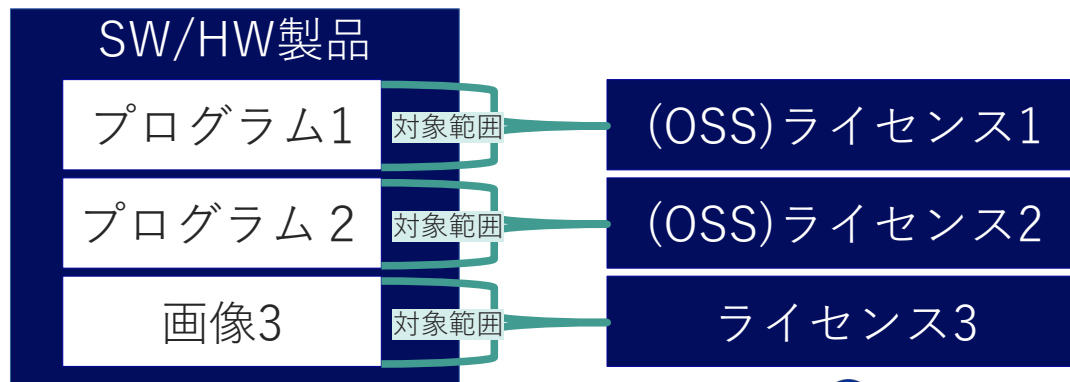 SW/HW製品
プログラム1
対象範囲
(OSS)ライセンス1
プログラム２
対象範囲
(OSS)ライセンス2
画像3
対象範囲
ライセンス3